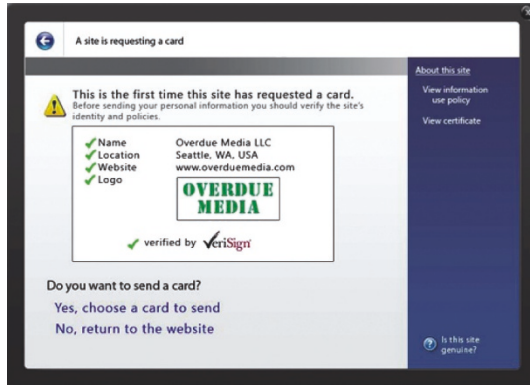 A site is requesting a card
This is the first time this site has requested a card.
Before sending your personal information you should verify the site's
identity and policies.
Name Overdue Media LLC
Location Seattle, WA, USA
Website www.overduemedia.com
Logo
OVERDUE
MEDIA
verified by VeriSign
Do you want to send a card?
Yes, choose a card to send
No, return to the website
About this site
View information
use policy
View certificate
Is this site
genuine?